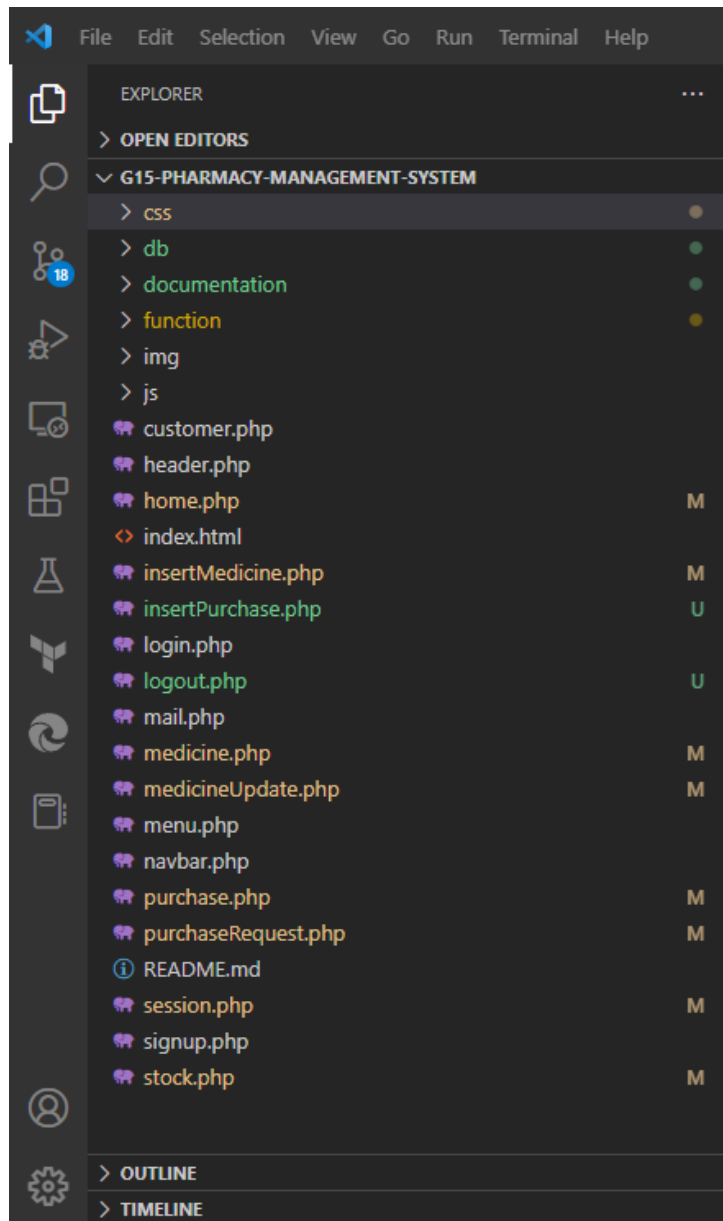 File Edit Selection View Go Run Terminal Help
EXPLORER ...
OPEN EDITORS
G15-PHARMACY-MANAGEMENT-SYSTEM
css
db
documentation
18
function
img
js
customer.php
header.php
home.php M
index.html
insertMedicine.php M
insertPurchase.php U
login.php
logout.php U
mail.php
medicine.php M
medicineUpdate.php M
menu.php
navbar.php
purchase.php M
purchaseRequest.php M
README.md
session.php M
signup.php
stock.php M
OUTLINE
TIMELINE